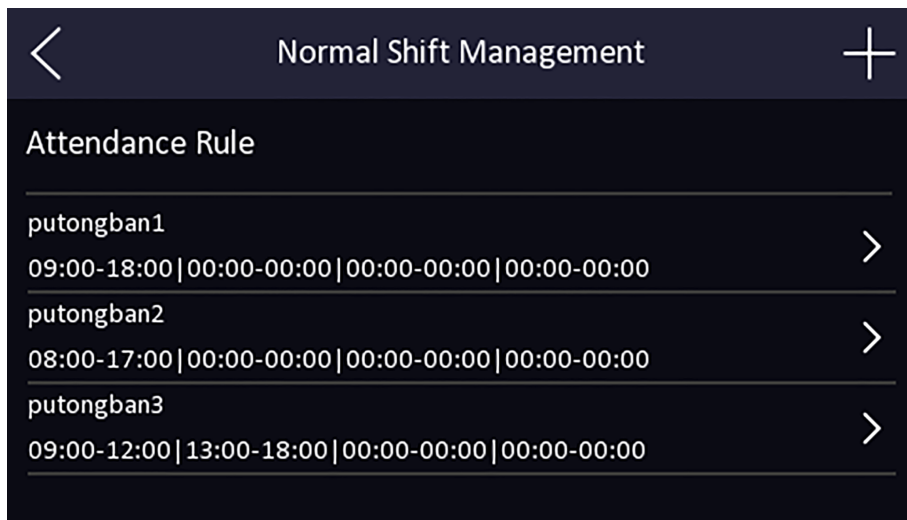 Normal Shift Management
Attendance Rule
putongban1
09:00-18:00|00:00-00:00|00:00-00:00|00:00-00:00
putongban2
08:00-17:00|00:00-00:00|00:00-00:00|00:00-00:00
putongban3
09:00-12:00|13:00-18:00|00:00-00:00|00:00-00:00